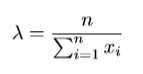 λ = n / ∑_{i=1}^{n} x_i